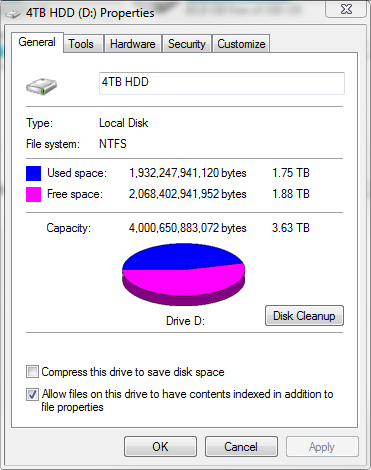 4TB HDD (D:) Properties
General Tools Hardware Security Customize
4TB HDD
Type: Local Disk
File system: NTFS
Used space: 1,932,247,941,120 bytes 1.75 TB
Free space: 2,068,402,941,952 bytes 1.88 TB
Capacity: 4,000,650,883,072 bytes 3.63 TB
Drive D: Disk Cleanup
Compress this drive to save disk space
Allow files on this drive to have contents indexed in addition to
file properties
OK Cancel Apply